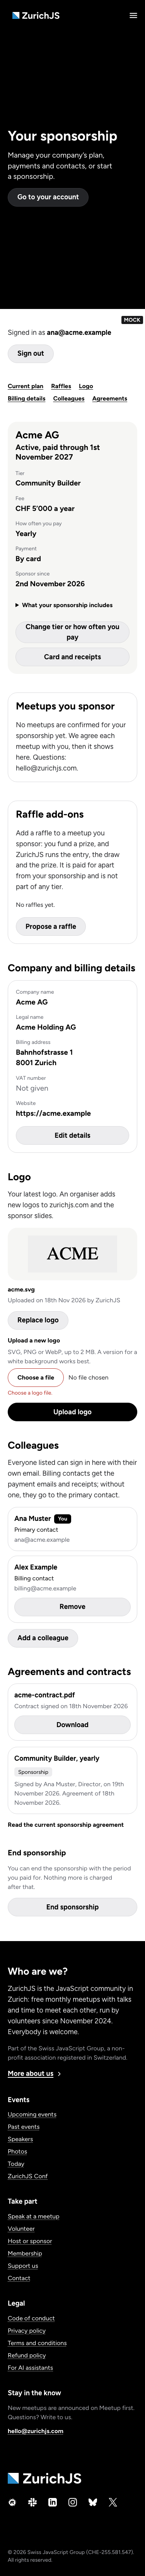 ZurichJS
Your sponsorship
Manage your company's plan,
payments and contacts, or start
a sponsorship.
Go to your account
MOCK
Signed in as ana@acme.example
Sign out
Current plan Raffles Logo
Billing details Colleagues Agreements
Acme AG
Active, paid through 1st
November 2027
Tier
Community Builder
Fee
CHF 5'000 a year
How often you pay
Yearly
Payment
By card
Sponsor since
2nd November 2026
What your sponsorship includes
Change tier or how often you
pay
Card and receipts
Meetups you sponsor
No meetups are confirmed for your
sponsorship yet. We agree each
meetup with you, then it shows
here. Questions:
hello@zurichjs.com.
Raffle add-ons
Add a raffle to a meetup you
sponsor: you fund a prize, and
ZurichJS runs the entry, the draw
and the prize. It is paid for apart
from your sponsorship and is not
part of any tier.
No raffles yet.
Propose a raffle
Company and billing details
Company name
Acme AG
Legal name
Acme Holding AG
Billing address
Bahnhofstrasse 1
8001 Zurich
VAT number
Not given
Website
https://acme.example
Edit details
Logo
Your latest logo. An organiser adds
new logos to zurichjs.com and the
sponsor slides.
ACME
acme.svg
Uploaded on 18th Nov 2026 by ZurichJS
Replace logo
Upload a new logo
SVG, PNG or WebP, up to 2 MB. A version for a
white background works best.
Choose a file No file chosen
Choose a logo file.
Upload logo
Colleagues
Everyone listed can sign in here with their
own email. Billing contacts get the
payment emails and receipts; without
one, they go to the primary contact.
Ana Muster You
Primary contact
ana@acme.example
Alex Example
Billing contact
billing@acme.example
Remove
Add a colleague
Agreements and contracts
acme-contract.pdf
Contract signed on 18th November 2026
Download
Community Builder, yearly
Sponsorship
Signed by Ana Muster, Director, on 19th
November 2026. Agreement of 18th
November 2026.
Read the current sponsorship agreement
End sponsorship
You can end the sponsorship with the period
you paid for. Nothing more is charged
after that.
End sponsorship
Who are we?
ZurichJS is the JavaScript community in
Zurich: free monthly meetups with talks
and time to meet each other, run by
volunteers since November 2024.
Everybody is welcome.
Part of the Swiss JavaScript Group, a non-
profit association registered in Switzerland.
More about us
Events
Upcoming events
Past events
Speakers
Photos
Today
ZurichJS Conf
Take part
Speak at a meetup
Volunteer
Host or sponsor
Membership
Support us
Contact
Legal
Code of conduct
Privacy policy
Terms and conditions
Refund policy
For AI assistants
Stay in the know
New meetups are announced on Meetup first.
Questions? Write to us.
hello@zurichjs.com
ZurichJS
© 2026 Swiss JavaScript Group (CHE-255.581.547).
All rights reserved.